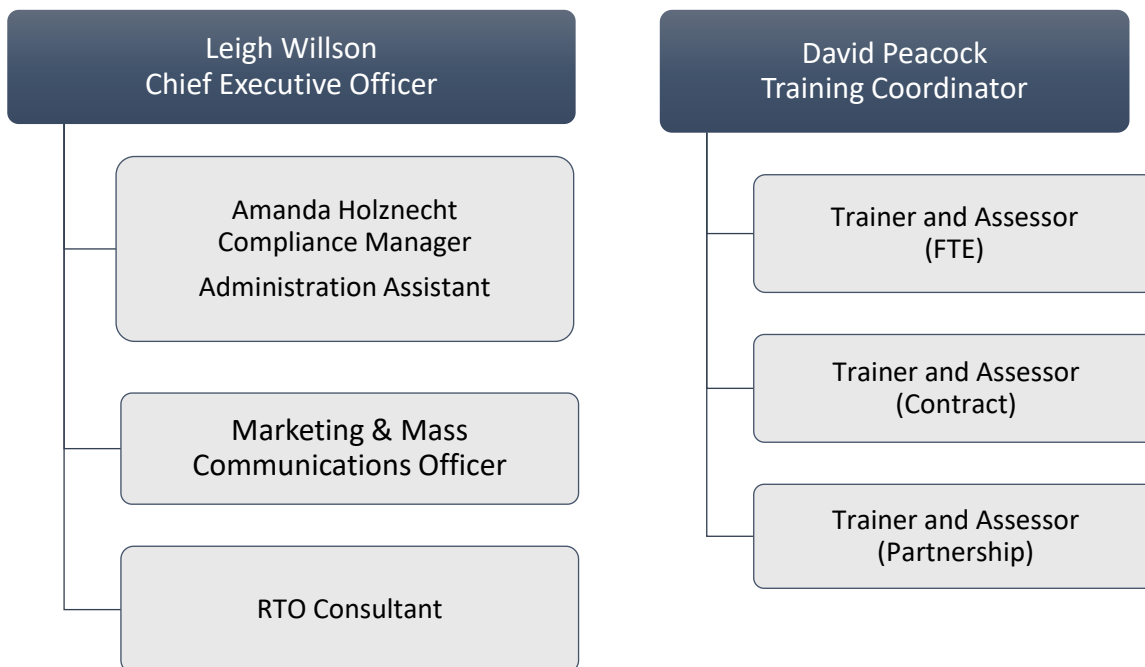 Leigh Willson
Chief Executive Officer
Amanda Holznecht
Compliance Manager
Administration Assistant
Marketing & Mass
Communications Officer
RTO Consultant
David Peacock
Training Coordinator
Trainer and Assessor
(FTE)
Trainer and Assessor
(Contract)
Trainer and Assessor
(Partnership)